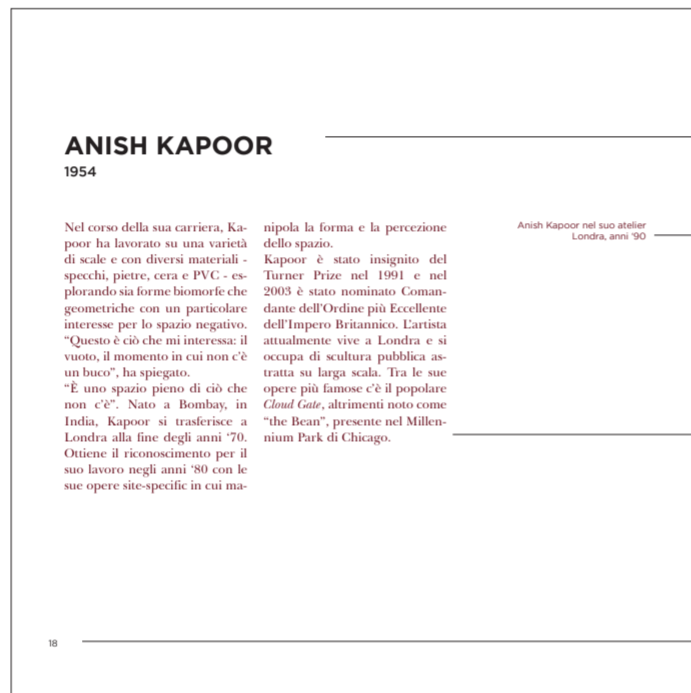 ANISH KAPOOR
1954
Nel corso della sua carriera, Ka-
poor ha lavorato su una varietà
di scale e con diversi materiali -
specchi, pietre, cera e PVC - es-
plorando sia forme biomorfe che
geometriche con un particolare
interesse per lo spazio negativo.
“Questo è ciò che mi interessa: il
vuoto, il momento in cui non c’è
un buco”, ha spiegato.
“È uno spazio pieno di ciò che
non c’è”. Nato a Bombay, in
India, Kapoor si trasferisce a
Londra alla fine degli anni ‘70.
Ottiene il riconoscimento per il
suo lavoro negli anni ‘80 con le
sue opere site-specific in cui ma-
nipola la forma e la percezione
dello spazio.
Kapoor è stato insignito del
Turner Prize nel 1991 e nel
2003 è stato nominato Coman-
dante dell’Ordine più Eccellente
dell’Impero Britannico. L’artista
attualmente vive a Londra e si
occupa di scultura pubblica as-
tratta su larga scala. Tra le sue
opere più famose c’è il popolare
Cloud Gate, altrimenti noto come
“the Bean”, presente nel Millen-
nium Park di Chicago.
Anish Kapoor nel suo atelier
Londra, anni ‘90
18